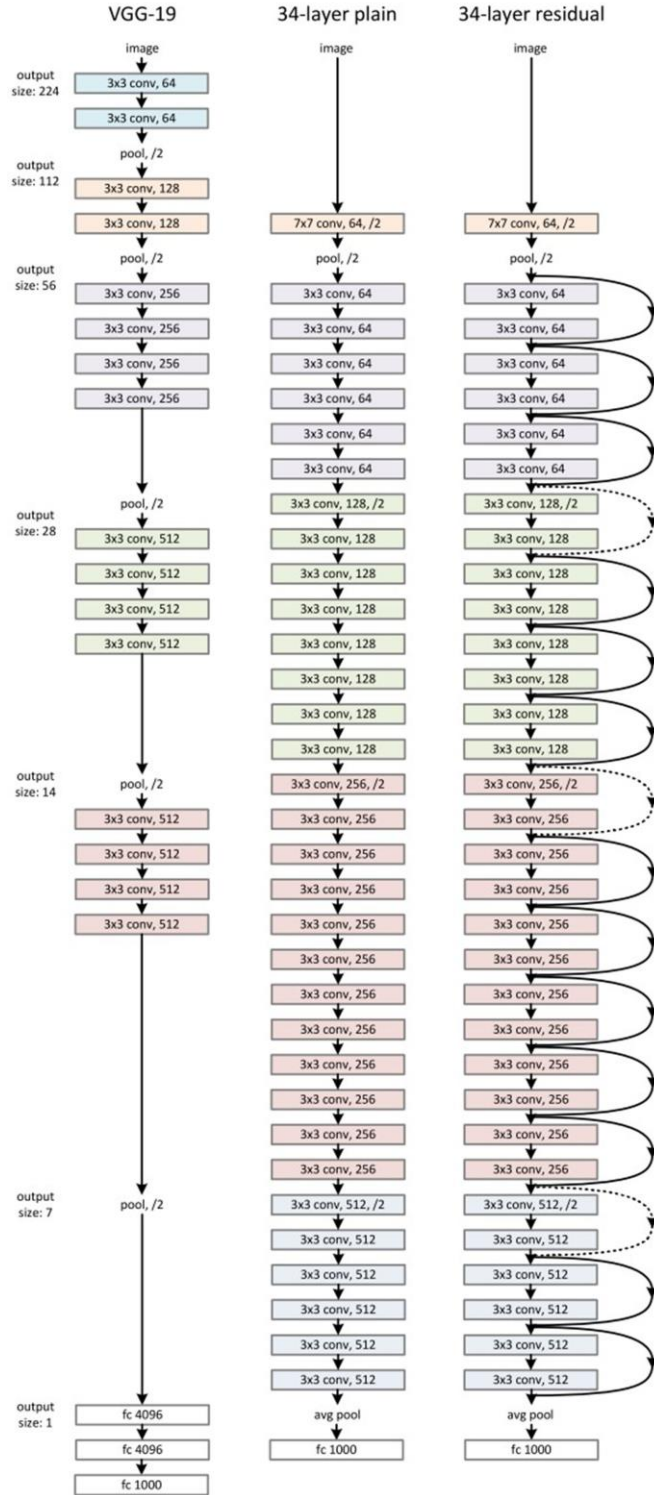 output
size: 224
output
size: 112
output
size: 56
output
size: 28
output
size: 14
output
size: 7
output
size: 1
VGG-19
image
3x3 conv, 64
3x3 conv, 64
pool, /2
3x3 conv, 128
3x3 conv, 128
pool, /2
3x3 conv, 256
3x3 conv, 256
3x3 conv, 256
3x3 conv, 256
pool, /2
3x3 conv, 512
3x3 conv, 512
3x3 conv, 512
3x3 conv, 512
pool, /2
3x3 conv, 512
3x3 conv, 512
3x3 conv, 512
3x3 conv, 512
pool, /2
fc 4096
fc 4096
fc 1000
34-layer plain
image
7x7 conv, 64, /2
pool, /2
3x3 conv, 64
3x3 conv, 64
3x3 conv, 64
3x3 conv, 64
3x3 conv, 64
3x3 conv, 64
3x3 conv, 128, /2
3x3 conv, 128
3x3 conv, 128
3x3 conv, 128
3x3 conv, 128
3x3 conv, 128
3x3 conv, 128
3x3 conv, 128
3x3 conv, 256, /2
3x3 conv, 256
3x3 conv, 256
3x3 conv, 256
3x3 conv, 256
3x3 conv, 256
3x3 conv, 256
3x3 conv, 256
3x3 conv, 256
3x3 conv, 256
3x3 conv, 256
3x3 conv, 256
3x3 conv, 512, /2
3x3 conv, 512
3x3 conv, 512
3x3 conv, 512
3x3 conv, 512
3x3 conv, 512
avg pool
fc 1000
34-layer residual
image
7x7 conv, 64, /2
pool, /2
3x3 conv, 64
3x3 conv, 64
3x3 conv, 64
3x3 conv, 64
3x3 conv, 64
3x3 conv, 64
3x3 conv, 128, /2
3x3 conv, 128
3x3 conv, 128
3x3 conv, 128
3x3 conv, 128
3x3 conv, 128
3x3 conv, 128
3x3 conv, 128
3x3 conv, 256, /2
3x3 conv, 256
3x3 conv, 256
3x3 conv, 256
3x3 conv, 256
3x3 conv, 256
3x3 conv, 256
3x3 conv, 256
3x3 conv, 256
3x3 conv, 256
3x3 conv, 256
3x3 conv, 256
3x3 conv, 512, /2
3x3 conv, 512
3x3 conv, 512
3x3 conv, 512
3x3 conv, 512
3x3 conv, 512
avg pool
fc 1000